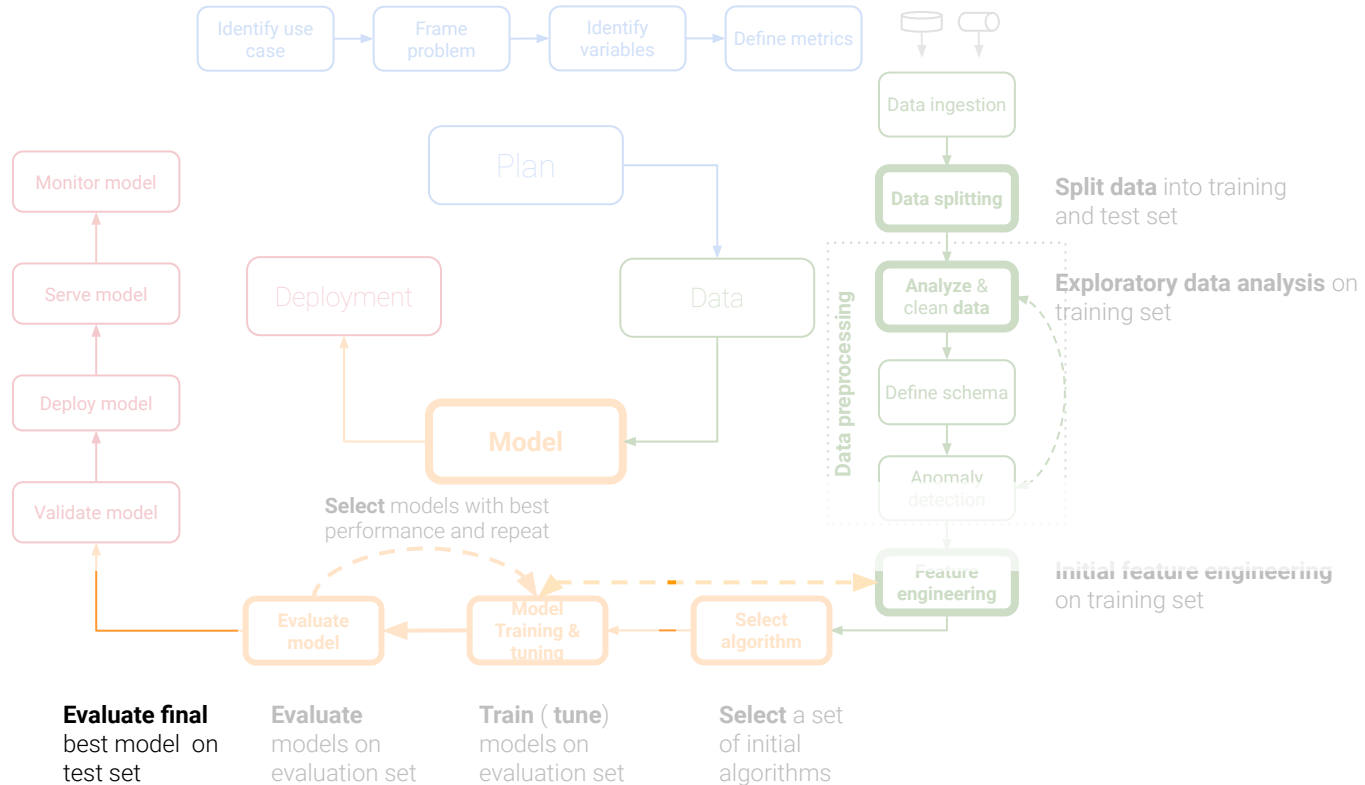 Identify use
case
Frame
problem
Identify
variables
Define metrics
Data ingestion
Plan
Monitor model
Data splitting
Split data into training
and test set
Serve model
Deployment
Data
Data preprocessing
Analyze &
clean data
Exploratory data analysis on
training set
Deploy model
Define schema
Model
Anomaly
detection
Validate model
Select models with best
performance and repeat
Feature
engineering
Initial feature engineering
on training set
Evaluate
model
Model
Training &
tuning
Select
algorithm
Evaluate final
best model on
test set
Evaluate
models on
evaluation set
Train ( tune)
models on
evaluation set
Select a set
of initial
algorithms